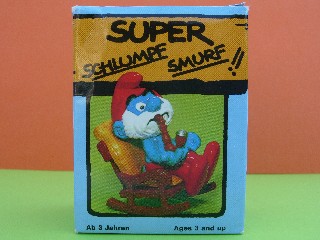 SUPER
SCHLUMPF
SMURF!!
Ab 3 Jahren Ages 3 and up